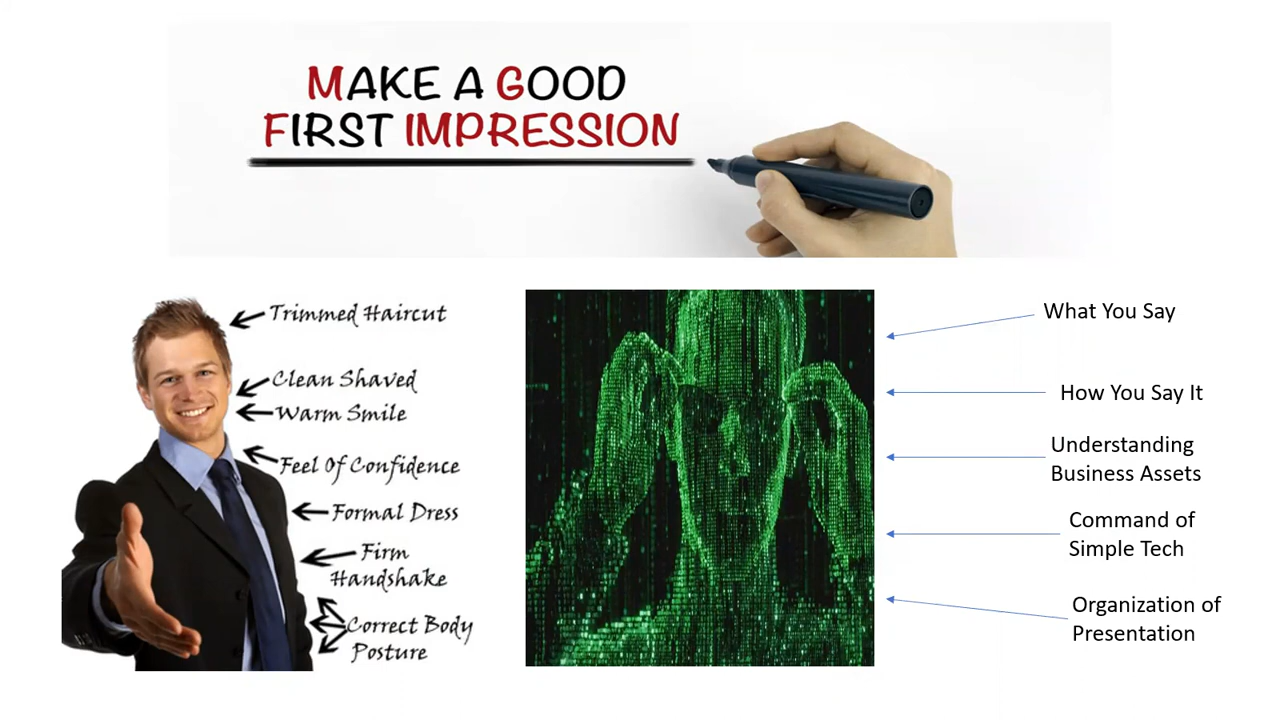 MAKE A GOOD
FIRST IMPRESSION
Trimmed Haircut
Clean Shaved
Warm Smile
Feel Of Confidence
Formal Dress
Firm
Handshake
Correct Body
Posture
What You Say
How You Say It
Understanding
Business Assets
Command of
Simple Tech
Organization of
Presentation